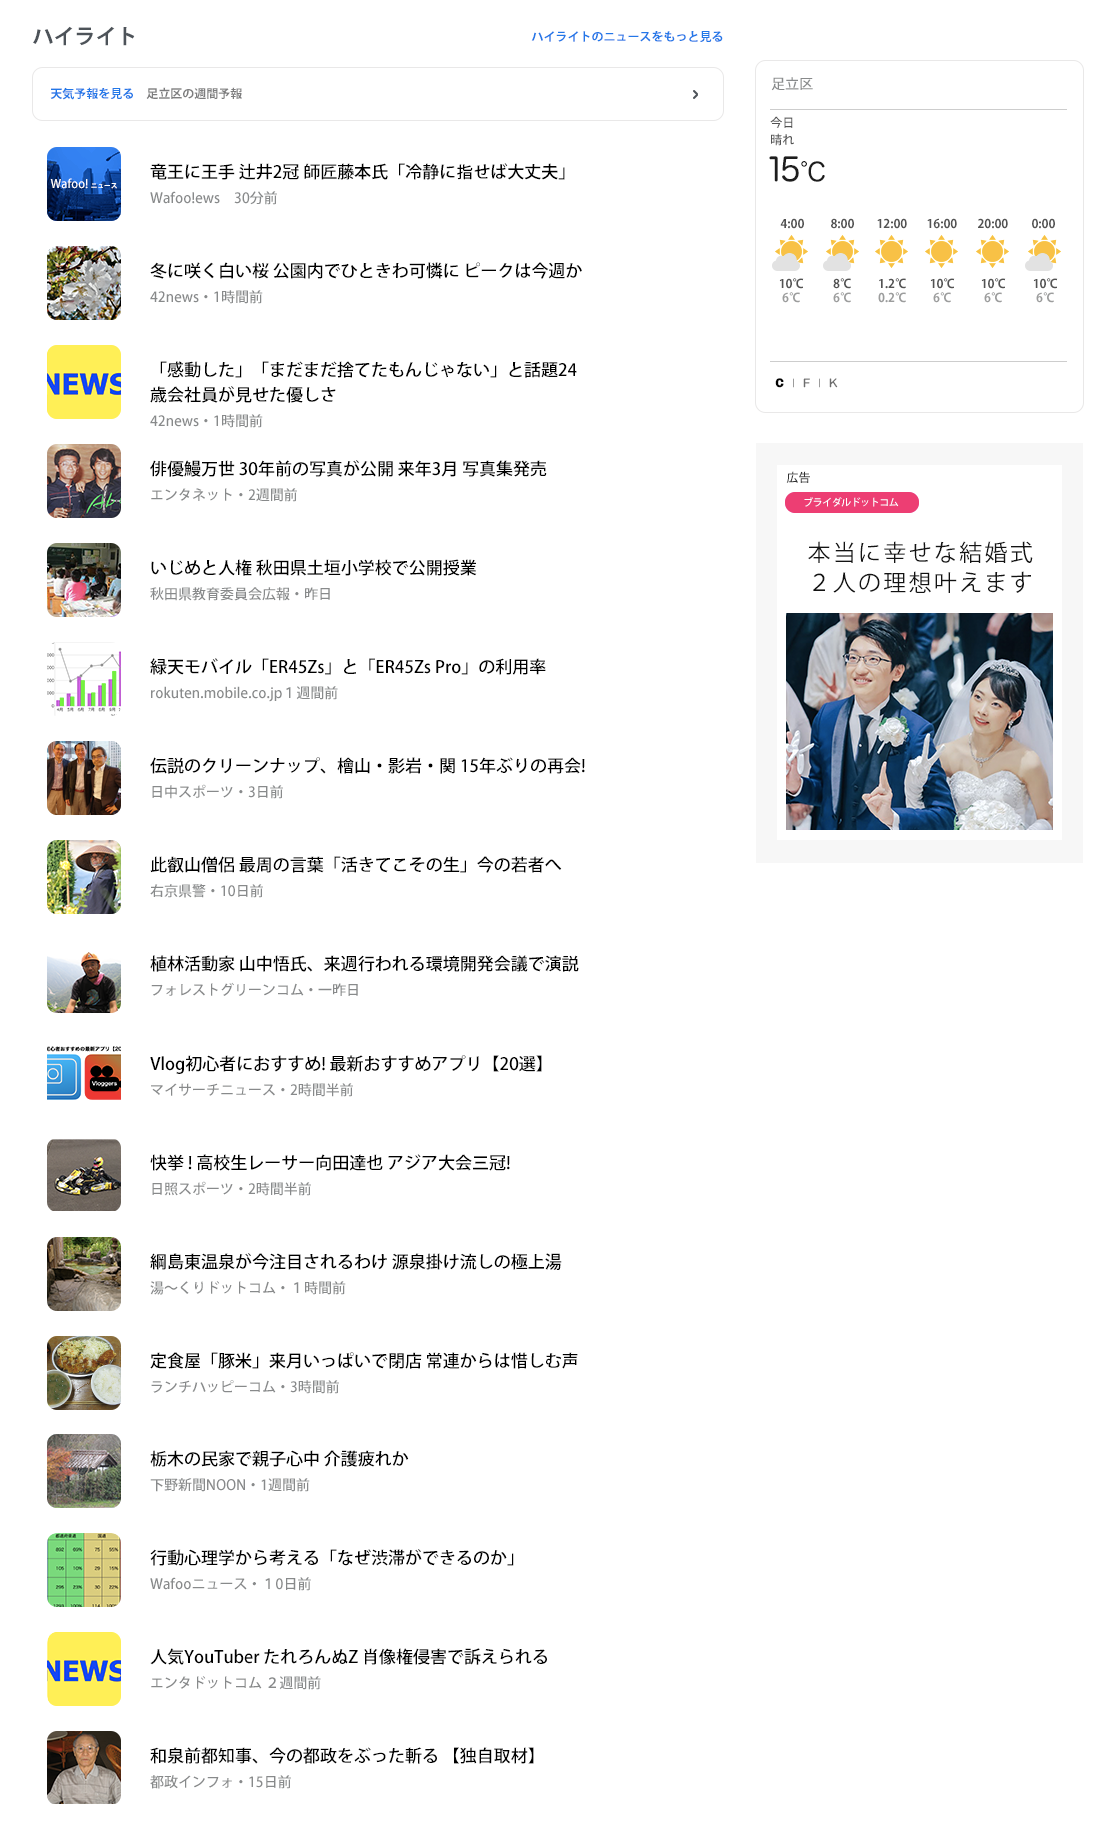 ハイライト
ハイライトのニュースをもっと見る
天気予報を見る 足立区の週間予報
Wafoo! ニュース
竜王に王手 辻井2冠 師匠藤本氏「冷静に指せば大丈夫」
Wafoo!ews 30分前
冬に咲く白い桜 公園内でひときわ可憐に ピークは今週か
42news・1時間前
NEWS
「感動した」「まだまだ捨てたもんじゃない」と話題24
歳会社員が見せた優しさ
42news・1時間前
俳優鰻万世 30年前の写真が公開 来年3月 写真集発売
エンタネット・2週間前
いじめと人権 秋田県土垣小学校で公開授業
秋田県教育委員会広報・昨日
緑天モバイル「ER45Zs」と「ER45Zs Pro」の利用率
rokuten.mobile.co.jp 1 週間前
伝説のクリーンナップ、檜山・影岩・関 15年ぶりの再会!
日中スポーツ・3日前
此叡山僧侶 最周の言葉「活きてこその生」今の若者へ
右京県警・10日前
植林活動家 山中悟氏、来週行われる環境開発会議で演説
フォレストグリーンコム・一昨日
心者おすすめの最新アプリ【20
Vloggers
Vlog初心者におすすめ! 最新おすすめアプリ【20選】
マイサーチニュース・2時間半前
快挙 ! 高校生レーサー向田達也 アジア大会三冠!
日照スポーツ・2時間半前
綱島東温泉が今注目されるわけ 源泉掛け流しの極上湯
湯〜くりドットコム・１時間前
定食屋「豚米」来月いっぱいで閉店 常連からは惜しむ声
ランチハッピーコム・3時間前
栃木の民家で親子心中 介護疲れか
下野新聞NOON・1週間前
892 69% 75 55%
105 10% 29 15%
296 23% 30 22%
行動心理学から考える「なぜ渋滞ができるのか」
Wafooニュース・１0日前
NEWS
人気YouTuber たれろんぬZ 肖像権侵害で訴えられる
エンタドットコム ２週間前
和泉前都知事、今の都政をぶった斬る 【独自取材】
都政インフォ・15日前
足立区
今日
晴れ
15℃
4:00 8:00 12:00 16:00 20:00 0:00
10℃ 8℃ 1.2℃ 10℃ 10℃ 10℃
6℃ 6℃ 0.2℃ 6℃ 6℃ 6℃
C | F | K
広告
ブライダルドットコム
本当に幸せな結婚式
２人の理想叶えます